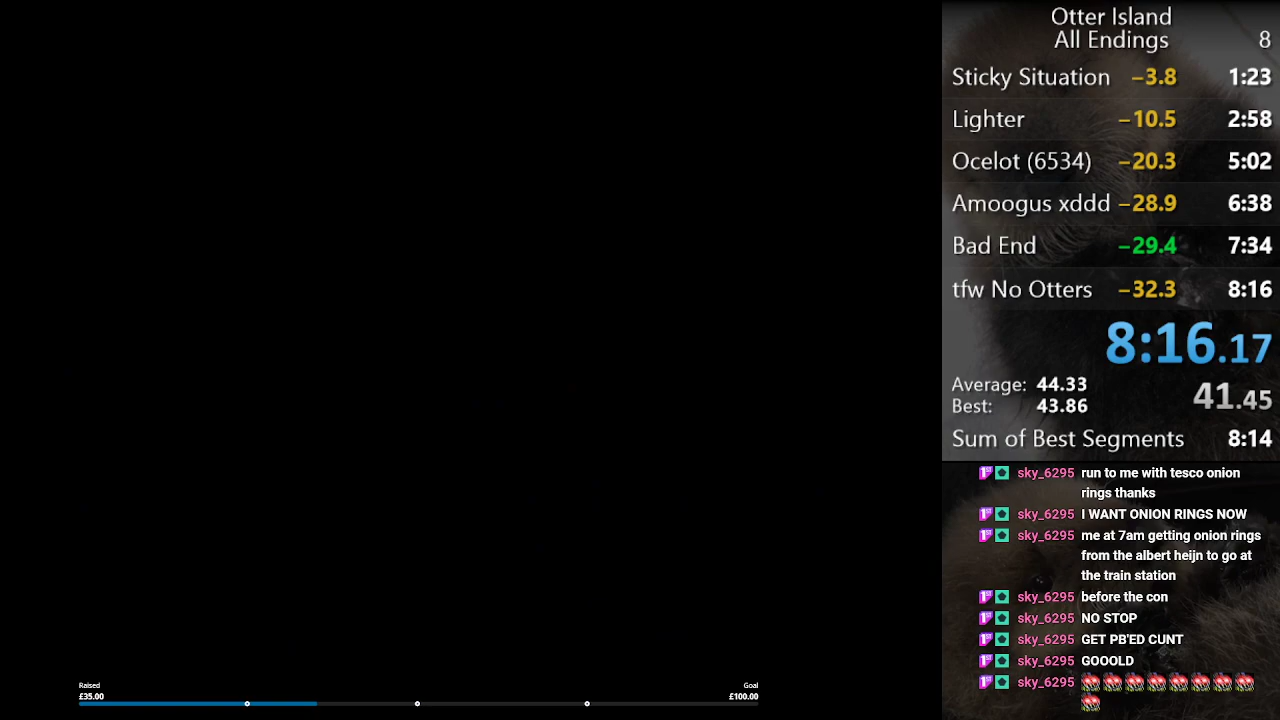 Otter Island
All Endings 8
Sticky Situation −3.8 1:23
Lighter −10.5 2:58
Ocelot (6534) −20.3 5:02
Amoogus xddd −28.9 6:38
Bad End −29.4 7:34
tfw No Otters −32.3 8:16
8:16.17
Average: 44.33
Best: 43.86
41.45
Sum of Best Segments 8:14
sky_6295 run to me with tesco onion
rings thanks
sky_6295 I WANT ONION RINGS NOW
sky_6295 me at 7am getting onion rings
from the albert heijn to go at
the train station
sky_6295 before the con
sky_6295 NO STOP
sky_6295 GET PB'ED CUNT
sky_6295 GOOOLD
sky_6295
Raised Goal
£35.00 £100.00